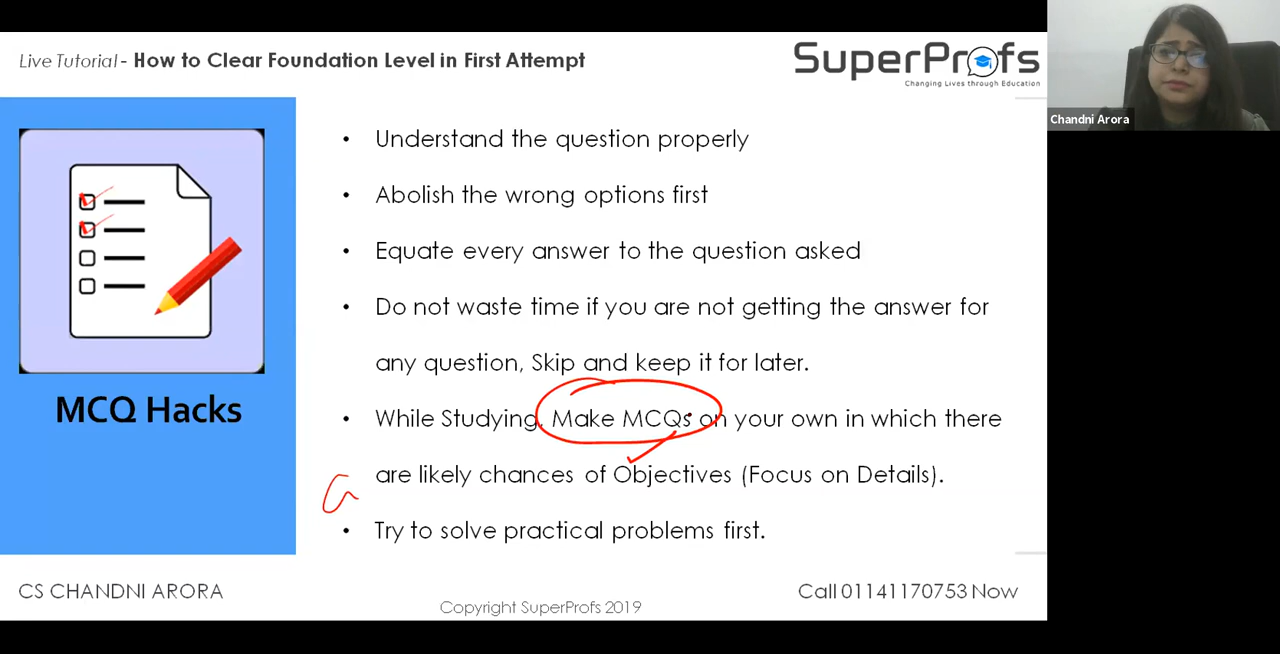 Live Tutorial - How to Clear Foundation Level in First Attempt
SuperProfs
Changing Lives through Education
Chandni Arora
• Understand the question properly
• Abolish the wrong options first
• Equate every answer to the question asked
• Do not waste time if you are not getting the answer for
any question, Skip and keep it for later.
MCQ Hacks
• While Studying, Make MCQs on your own in which there
are likely chances of Objectives (Focus on Details).
• Try to solve practical problems first.
CS CHANDNI ARORA
Copyright SuperProfs 2019
Call 01141170753 Now